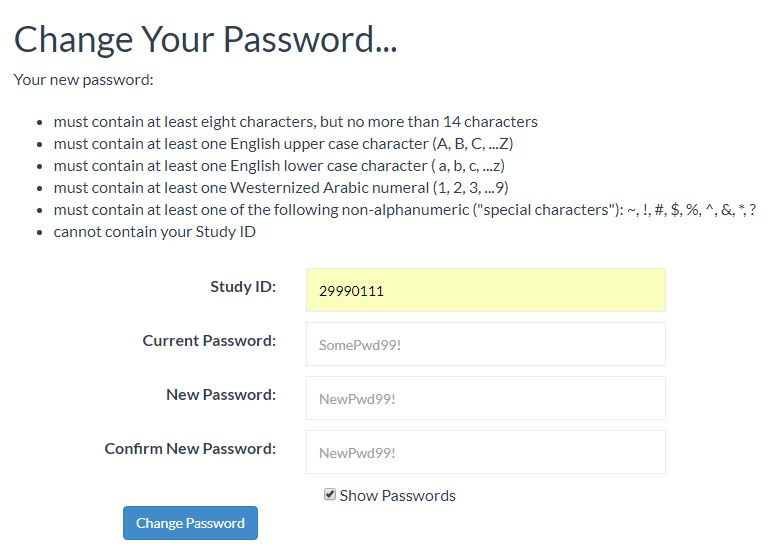 Change Your Password...
Your new password:
• must contain at least eight characters, but no more than 14 characters
• must contain at least one English upper case character (A, B, C, ...Z)
• must contain at least one English lower case character ( a, b, c, ...z)
• must contain at least one Westernized Arabic numeral (1, 2, 3, ...9)
• must contain at least one of the following non-alphanumeric ("special characters"): ~, !, #, $, %, ^, &, *, ?
• cannot contain your Study ID
Study ID: 29990111
Current Password: SomePwd99!
New Password: NewPwd99!
Confirm New Password: NewPwd99!
Show Passwords
Change Password